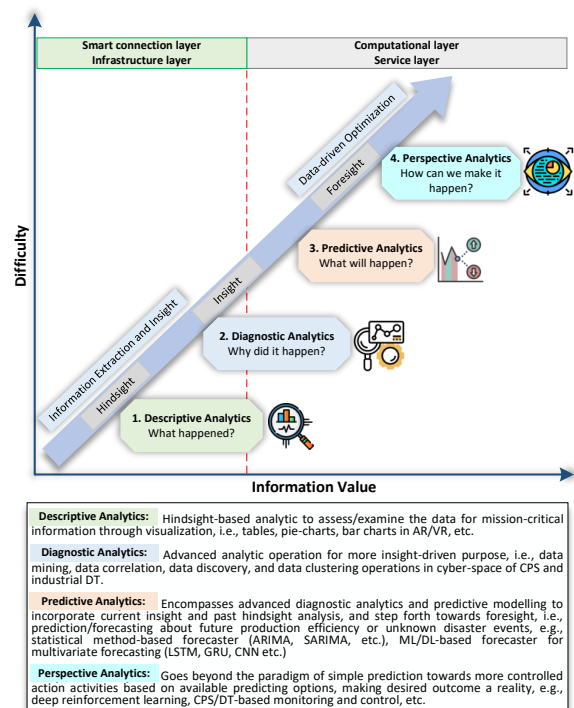 Smart connection layer
Infrastructure layer
Computational layer
Service layer
Difficulty
Data-driven Optimization
Foresight
4. Perspective Analytics
How can we make it
happen?
3. Predictive Analytics
What will happen?
Insight
2. Diagnostic Analytics
Why did it happen?
Information Extraction and Insight
Hindsight
1. Descriptive Analytics
What happened?
Information Value
Descriptive Analytics: Hindsight-based analytic to assess/examine the data for mission-critical
information through visualization, i.e., tables, pie-charts, bar charts in AR/VR, etc.
Diagnostic Analytics: Advanced analytic operation for more insight-driven purpose, i.e., data
mining, data correlation, data discovery, and data clustering operations in cyber-space of CPS and
industrial DT.
Predictive Analytics: Encompasses advanced diagnostic analytics and predictive modelling to
incorporate current insight and past hindsight analysis, and step forth towards foresight, i.e.,
prediction/forecasting about future production efficiency or unknown disaster events, e.g.,
statistical method-based forecaster (ARIMA, SARIMA, etc.), ML/DL-based forecaster for
multivariate forecasting (LSTM, GRU, CNN etc.)
Perspective Analytics: Goes beyond the paradigm of simple prediction towards more controlled
action activities based on available predicting options, making desired outcome a reality, e.g.,
deep reinforcement learning, CPS/DT-based monitoring and control, etc.